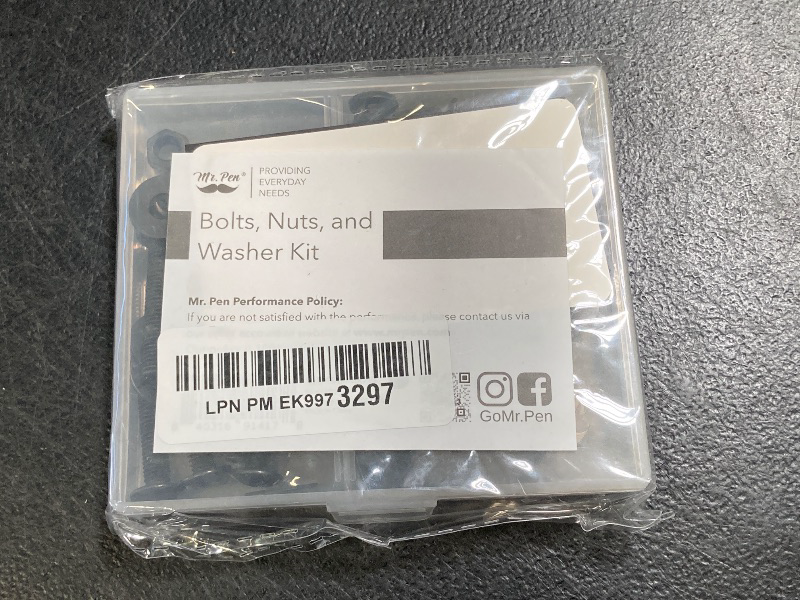 Mr. Pen®
PROVIDING
EVERYDAY
NEEDS
Bolts, Nuts, and
Washer Kit
Mr. Pen Performance Policy:
If you are not satisfied with the please contact us via
LPN PM EK997 3297
GoMr.Pen